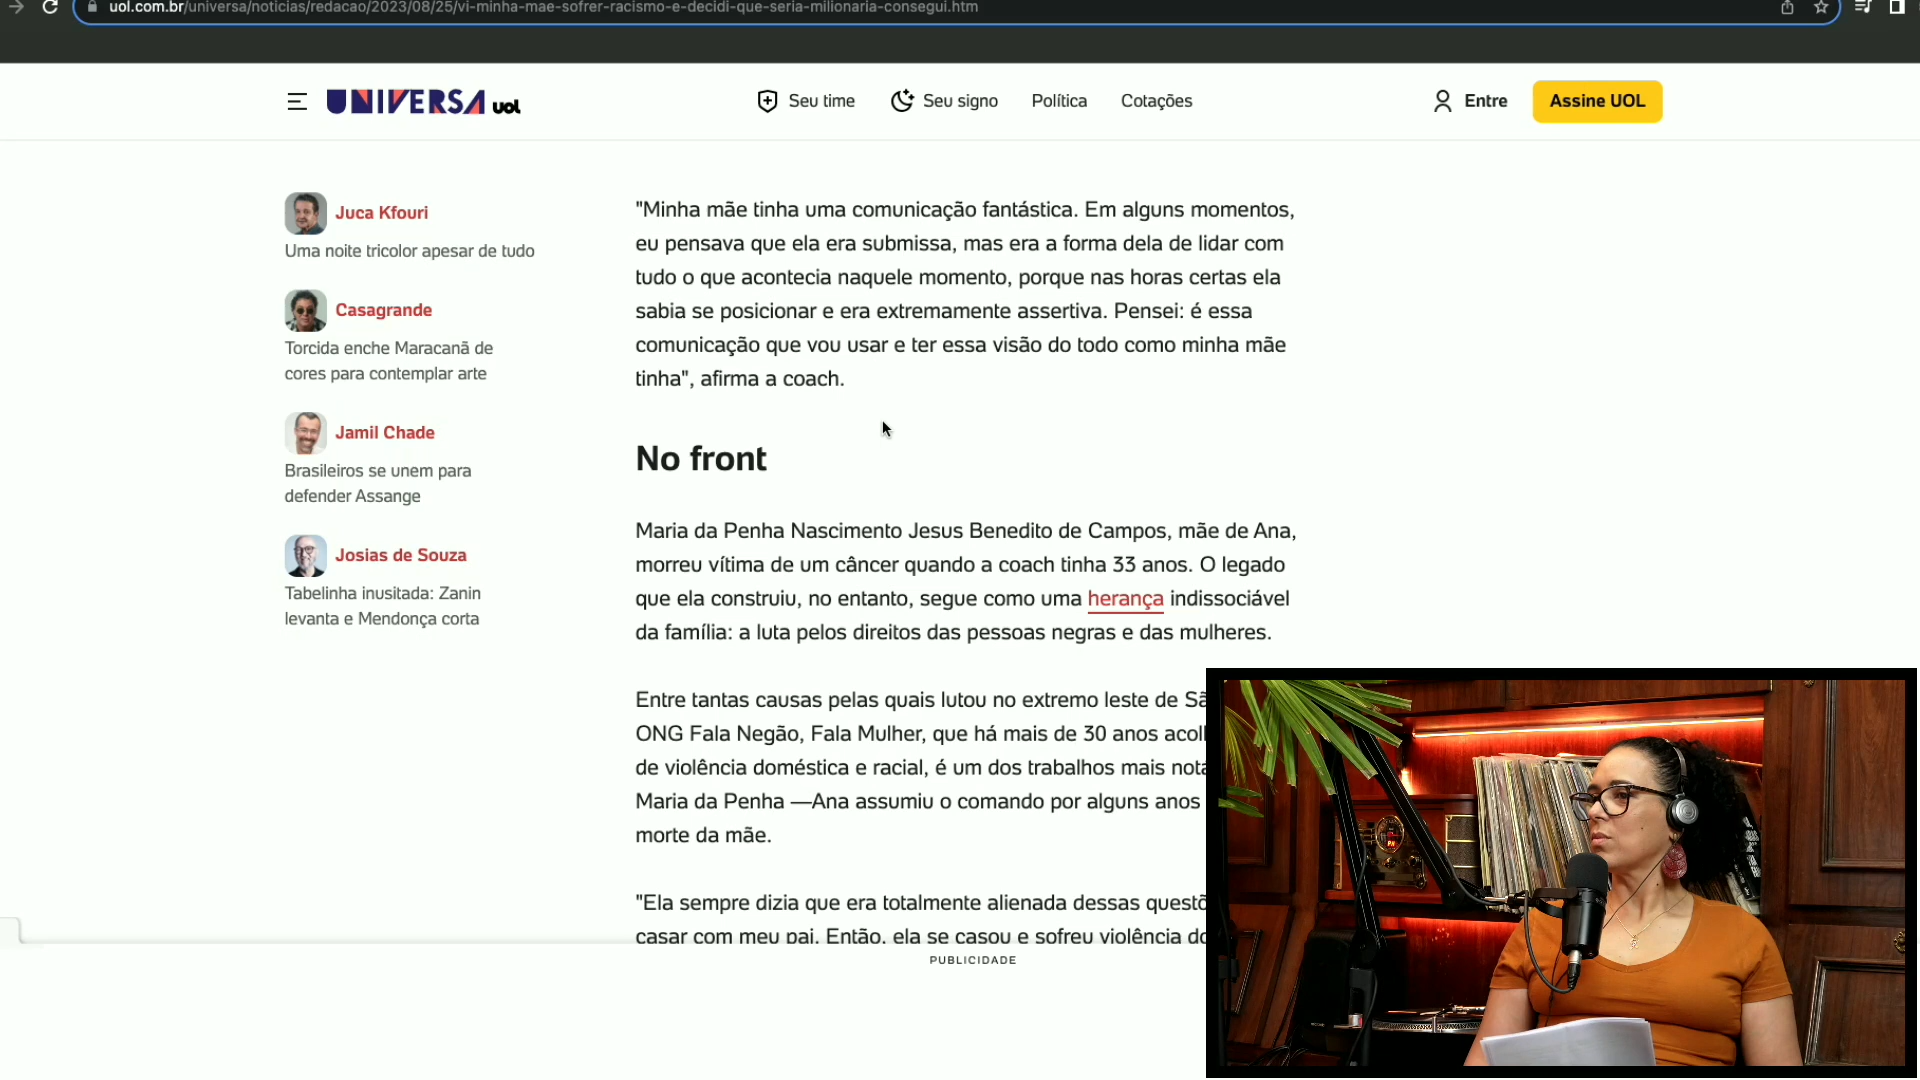 uol.com.br/universa/noticias/redacao/2023/08/25/vi-minha-mae-sofrer-racismo-e-decidi-que-seria-milionaria-consegui.htm
UNIVERSA uol
Seu time
Seu signo
Política
Cotações
Entre
Assine UOL
Juca Kfouri
Uma noite tricolor apesar de tudo
Casagrande
Torcida enche Maracanã de
cores para contemplar arte
Jamil Chade
Brasileiros se unem para
defender Assange
Josias de Souza
Tabelinha inusitada: Zanin
levanta e Mendonça corta
"Minha mãe tinha uma comunicação fantástica. Em alguns momentos,
eu pensava que ela era submissa, mas era a forma dela de lidar com
tudo o que acontecia naquele momento, porque nas horas certas ela
sabia se posicionar e era extremamente assertiva. Pensei: é essa
comunicação que vou usar e ter essa visão do todo como minha mãe
tinha", afirma a coach.
No front
Maria da Penha Nascimento Jesus Benedito de Campos, mãe de Ana,
morreu vítima de um câncer quando a coach tinha 33 anos. O legado
que ela construiu, no entanto, segue como uma herança indissociável
da família: a luta pelos direitos das pessoas negras e das mulheres.
Entre tantas causas pelas quais lutou no extremo leste de Sã
ONG Fala Negão, Fala Mulher, que há mais de 30 anos acol
de violência doméstica e racial, é um dos trabalhos mais nota
Maria da Penha —Ana assumiu o comando por alguns anos
morte da mãe.
"Ela sempre dizia que era totalmente alienada dessas questõ
casar com meu pai. Então, ela se casou e sofreu violência do
PUBLICIDADE